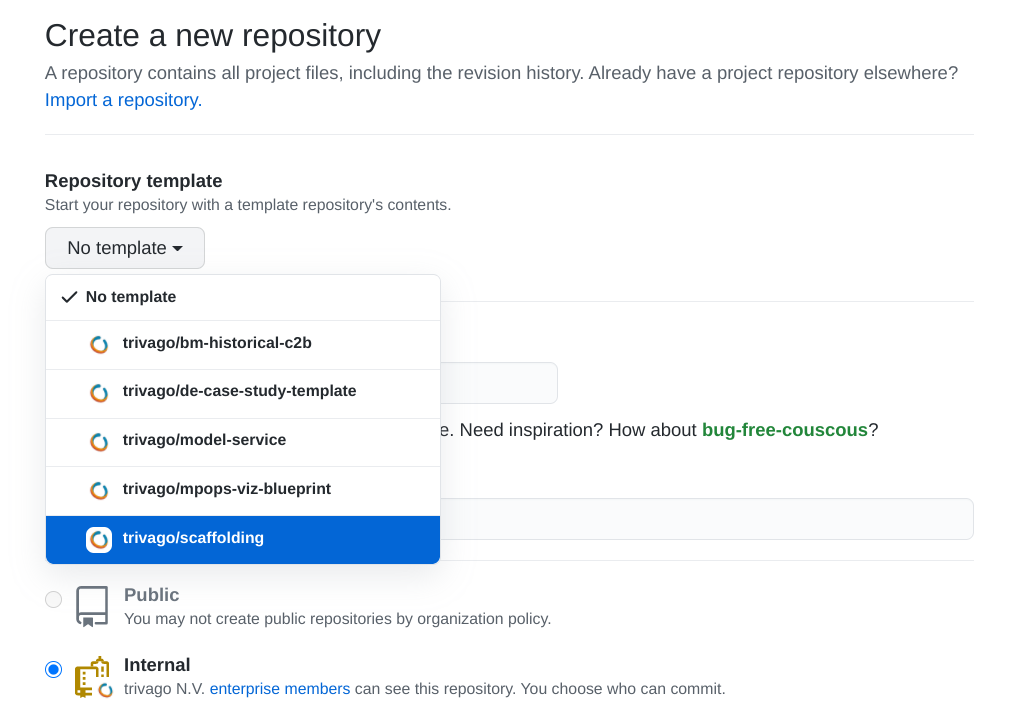 Create a new repository
A repository contains all project files, including the revision history. Already have a project repository elsewhere?
Import a repository.
Repository template
Start your repository with a template repository's contents.
No template
No template
trivago/bm-historical-c2b
trivago/de-case-study-template
trivago/model-service
e. Need inspiration? How about bug-free-couscous?
trivago/mpops-viz-blueprint
trivago/scaffolding
Public
You may not create public repositories by organization policy.
Internal
trivago N.V. enterprise members can see this repository. You choose who can commit.